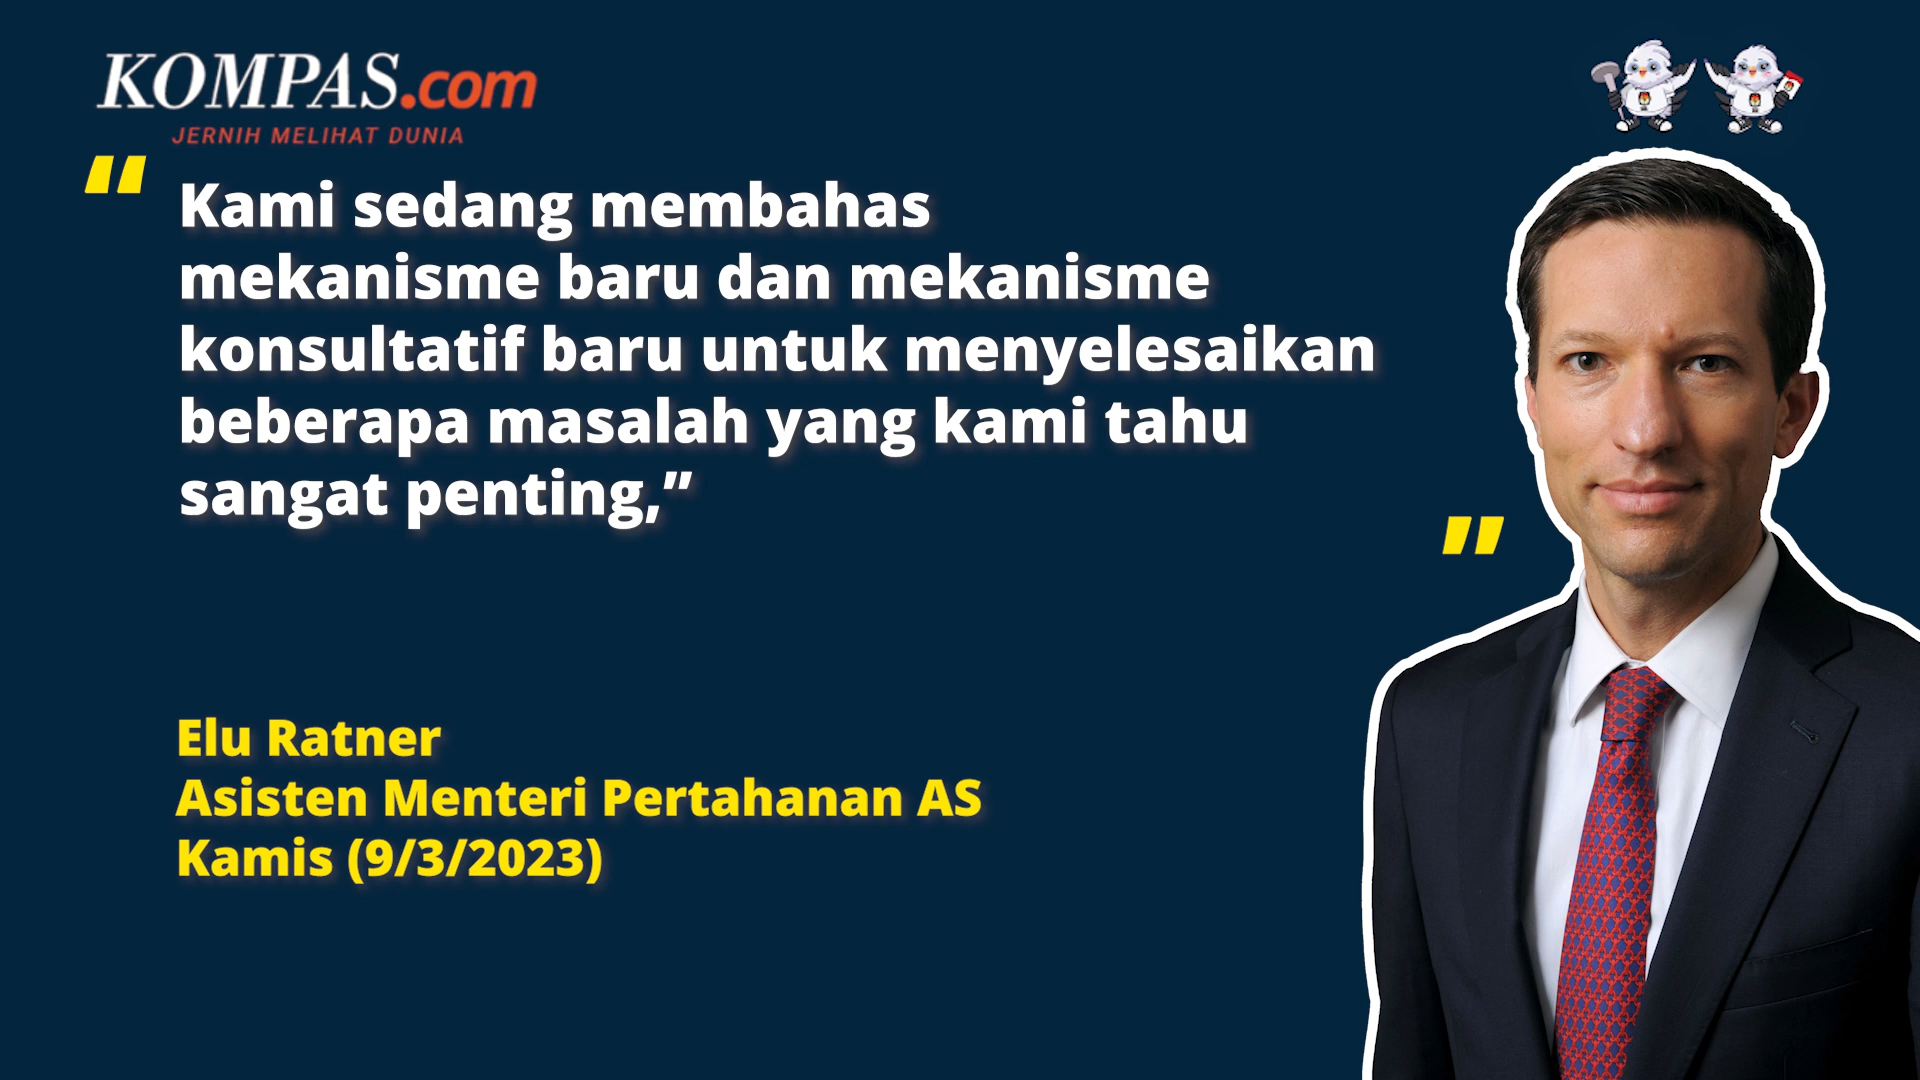 KOMPAS.com
JERNIH MELIHAT DUNIA
“ Kami sedang membahas
mekanisme baru dan mekanisme
konsultatif baru untuk menyelesaikan
beberapa masalah yang kami tahu
sangat penting,”
”
Elu Ratner
Asisten Menteri Pertahanan AS
Kamis (9/3/2023)